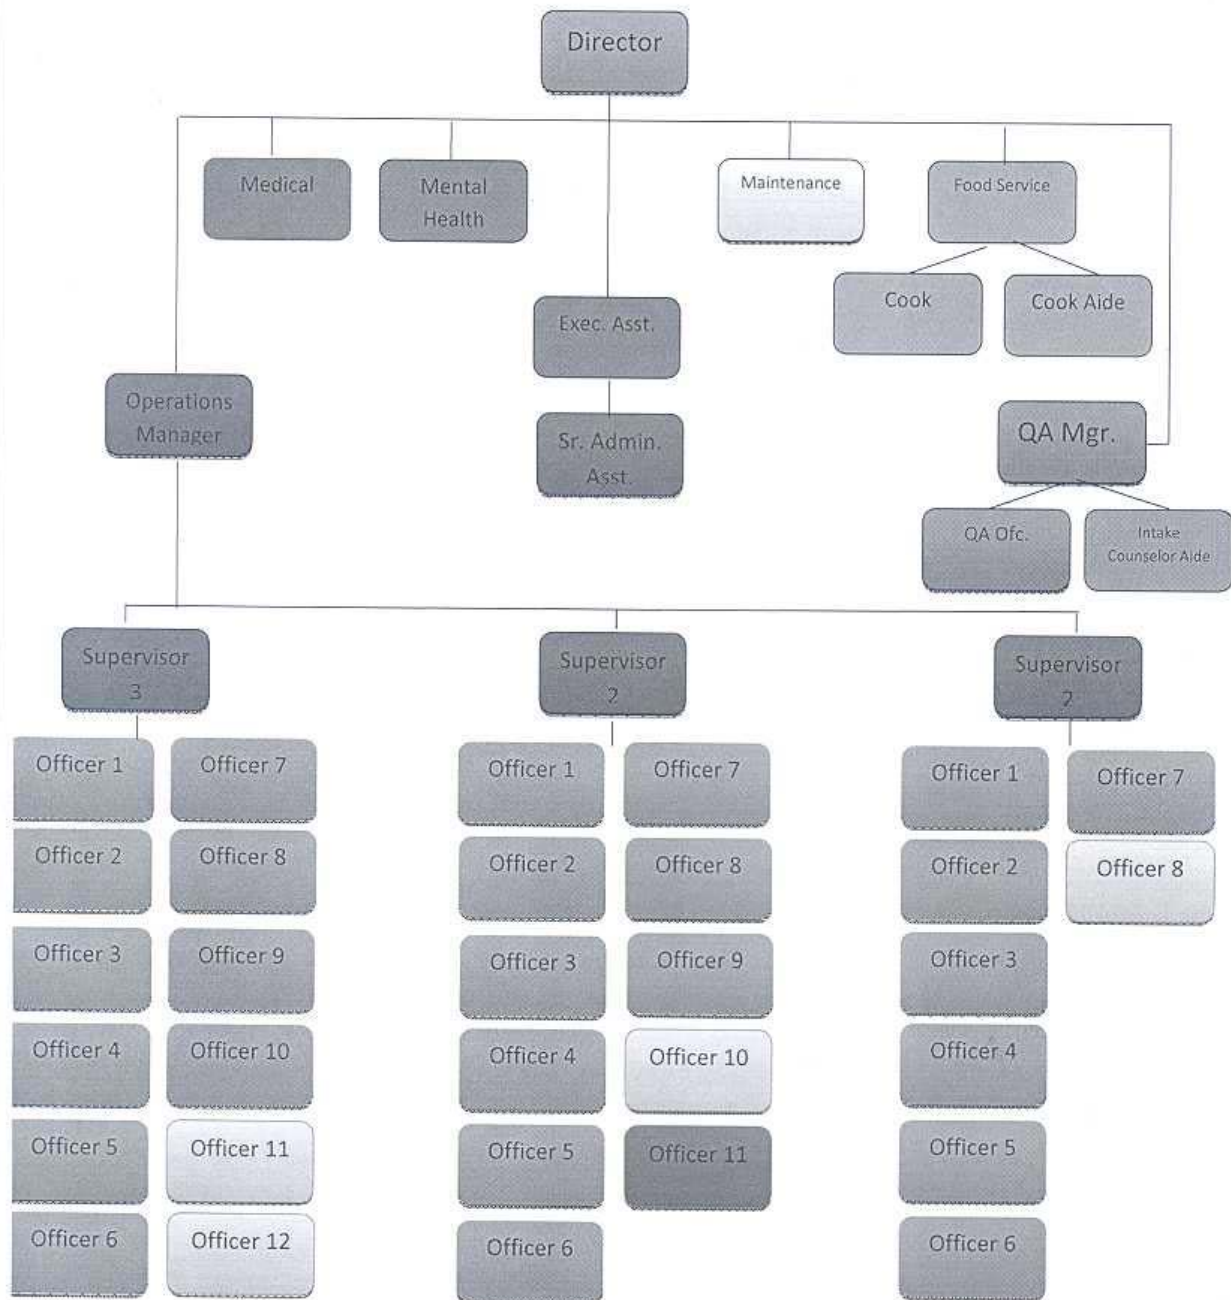 Director
Medical
Mental
Health
Maintenance
Food Service
Cook
Cook Aide
Exec. Asst.
Sr. Admin.
Asst.
Operations
Manager
QA Mgr.
QA Ofc.
Intake
Counselor Aide
Supervisor
3
Supervisor
2
Supervisor
2
Officer 1
Officer 7
Officer 2
Officer 8
Officer 3
Officer 9
Officer 4
Officer 10
Officer 5
Officer 11
Officer 6
Officer 12
Officer 1
Officer 7
Officer 2
Officer 8
Officer 3
Officer 9
Officer 4
Officer 10
Officer 5
Officer 11
Officer 6
Officer 1
Officer 7
Officer 2
Officer 8
Officer 3
Officer 4
Officer 5
Officer 6